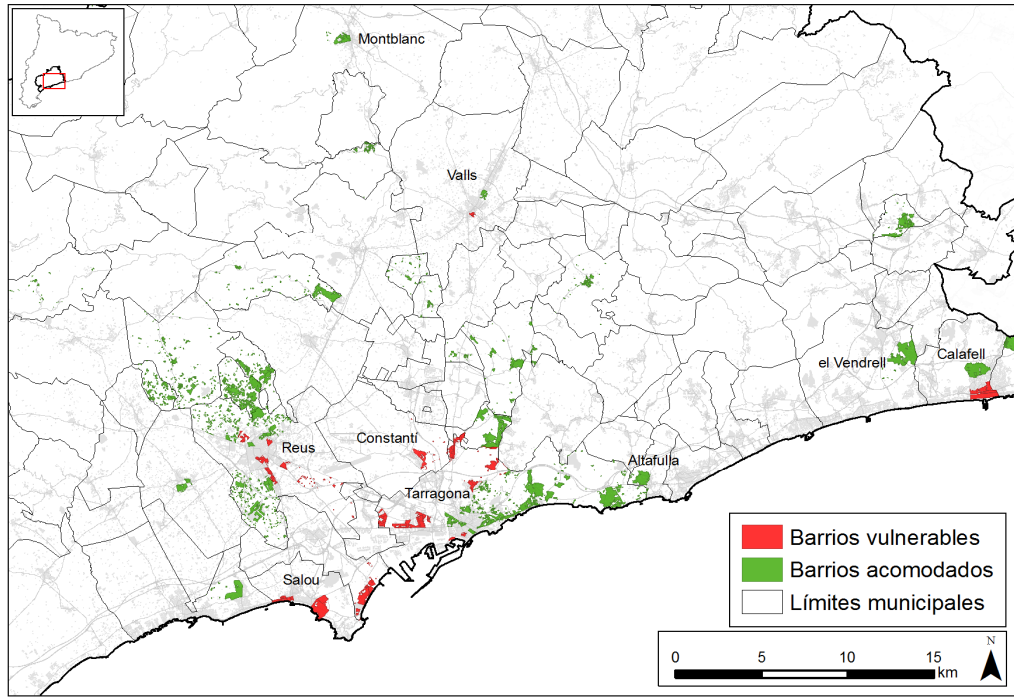 Montblanc
Valls
el Vendrell
Calafell
Reus
Constantí
Altafulla
Tarragona
Salou
Barrios vulnerables
Barrios acomodados
Límites municipales
N
0 5 10 15
km